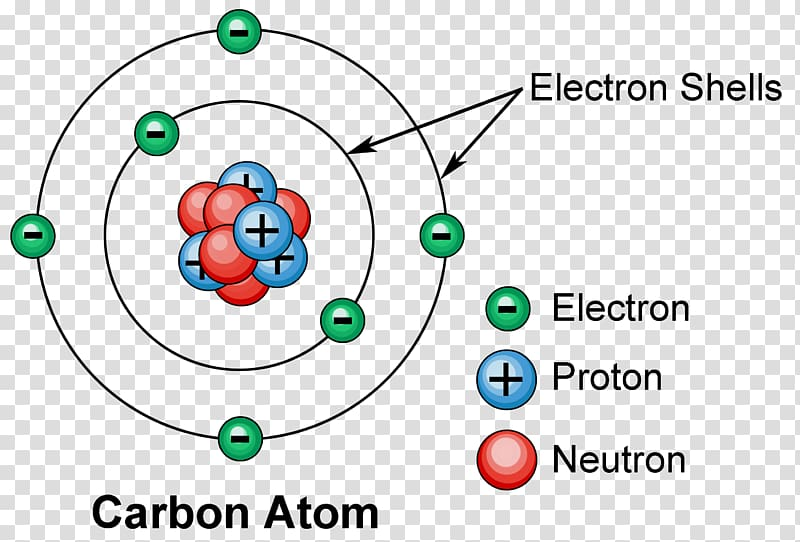 Electron Shells
Electron
Proton
Neutron
Carbon Atom